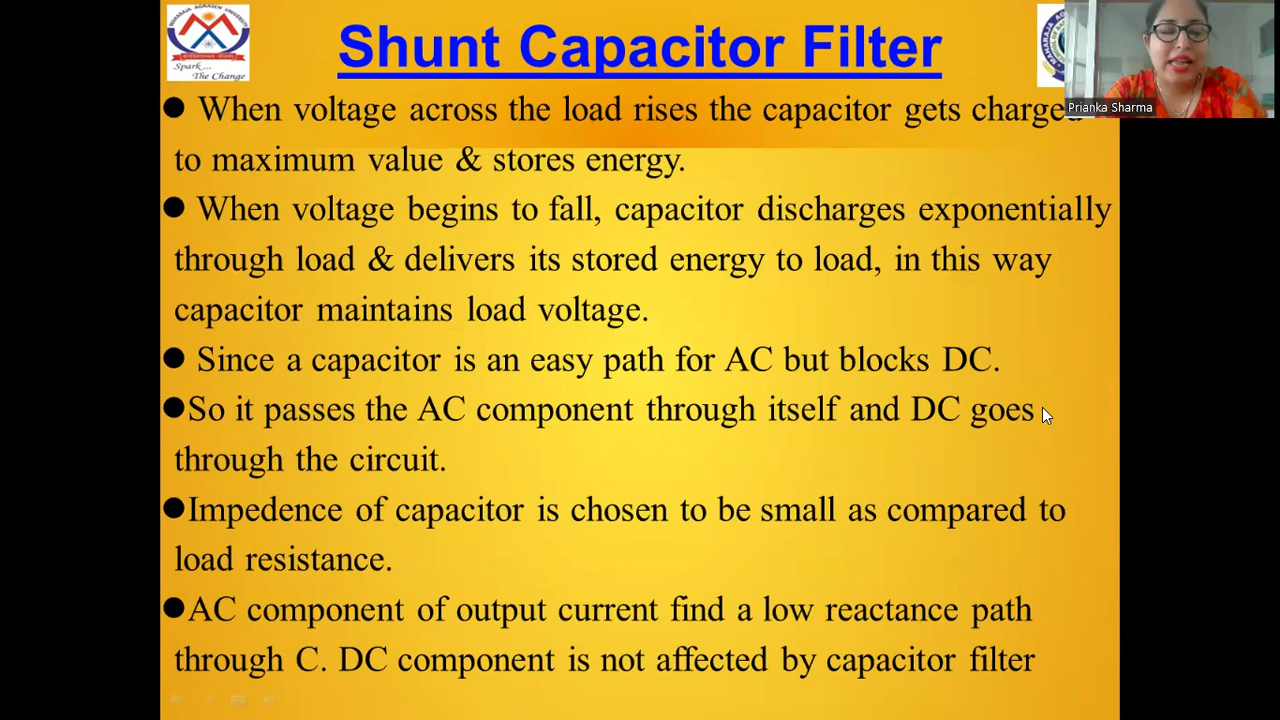 Shunt Capacitor Filter
MAHARAJA AGRASEN UNIVERSITY
Spark...
The Change
Prianka Sharma
● When voltage across the load rises the capacitor gets charged
to maximum value & stores energy.
● When voltage begins to fall, capacitor discharges exponentially
through load & delivers its stored energy to load, in this way
capacitor maintains load voltage.
● Since a capacitor is an easy path for AC but blocks DC.
●So it passes the AC component through itself and DC goes
through the circuit.
●Impedence of capacitor is chosen to be small as compared to
load resistance.
●AC component of output current find a low reactance path
through C. DC component is not affected by capacitor filter